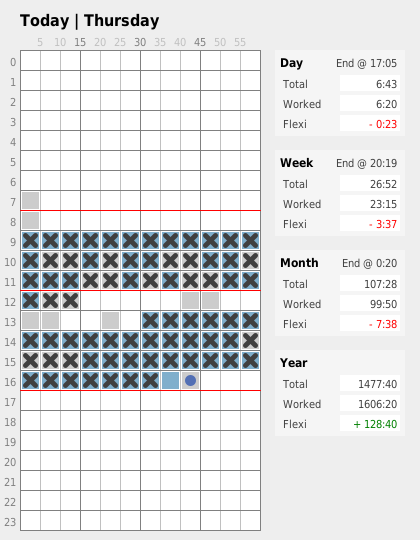 Today | Thursday
5 10 15 20 25 30 35 40 45 50 55
0
1
2
3
4
5
6
7
8
9
10
11
12
13
14
15
16
17
18
19
20
21
22
23
Day End @ 17:05
Total 6:43
Worked 6:20
Flexi - 0:23
Week End @ 20:19
Total 26:52
Worked 23:15
Flexi - 3:37
Month End @ 0:20
Total 107:28
Worked 99:50
Flexi - 7:38
Year
Total 1477:40
Worked 1606:20
Flexi + 128:40